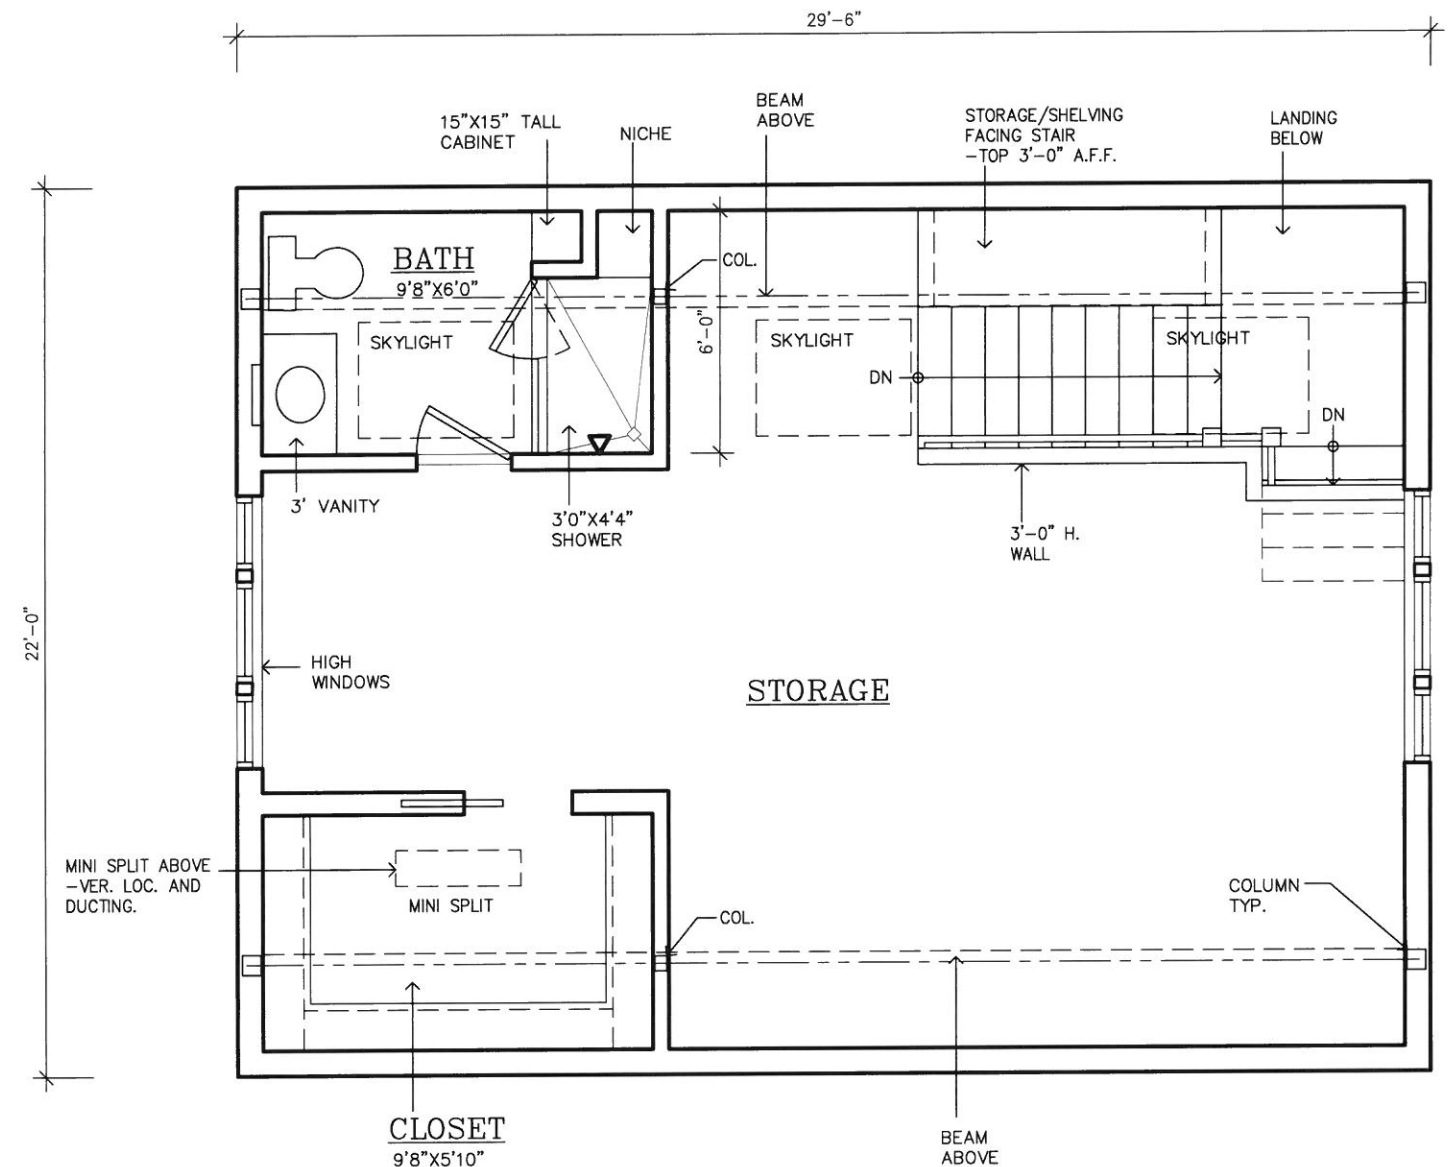 29'-6"
BEAM
ABOVE
STORAGE/SHELVING
FACING STAIR
-TOP 3'-0" A.F.F.
LANDING
BELOW
15"X15" TALL
CABINET
NICHE
BATH
9'8"X6'0"
COL.
SKYLIGHT
6'-0"
SKYLIGHT
SKYLIGHT
DN
DN
3' VANITY
3'0"X4'4"
SHOWER
3'-0" H.
WALL
22'-0"
HIGH
WINDOWS
STORAGE
MINI SPLIT ABOVE
-VER. LOC. AND
DUCTING.
MINI SPLIT
COL.
COLUMN
TYP.
CLOSET
9'8"X5'10"
BEAM
ABOVE